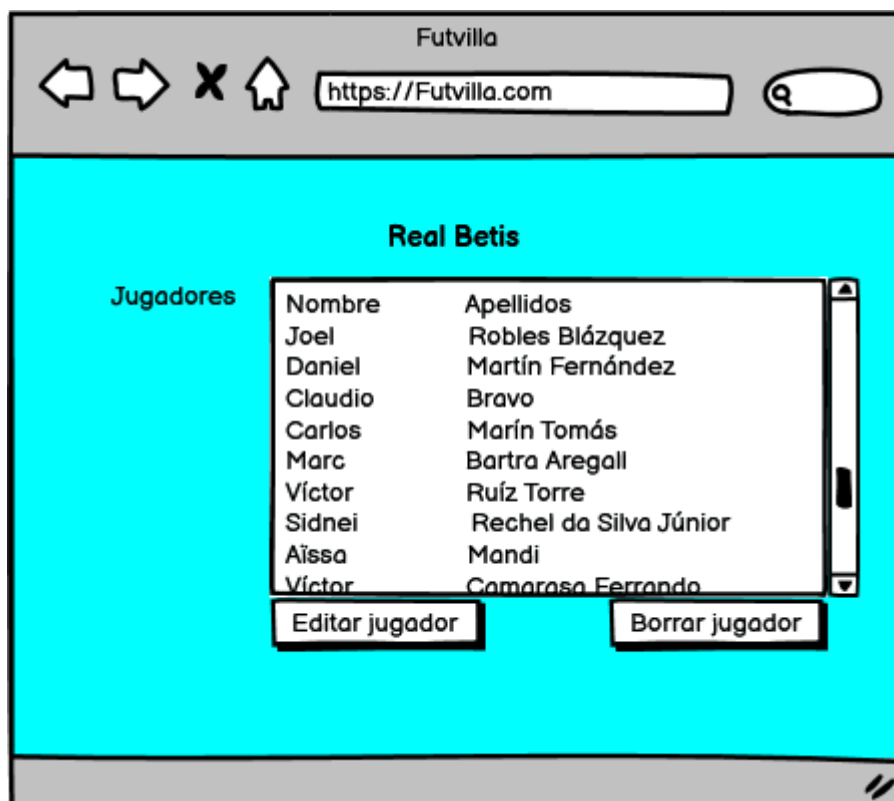 Futvilla
https://Futvilla.com
Real Betis
Jugadores
Nombre Apellidos
Joel Robles Blázquez
Daniel Martín Fernández
Claudio Bravo
Carlos Marín Tomás
Marc Bartra Aregall
Víctor Ruíz Torre
Sidnei Rechel da Silva Júnior
Aïssa Mandi
Víctor Camarasa Ferrando
Editar jugador Borrar jugador